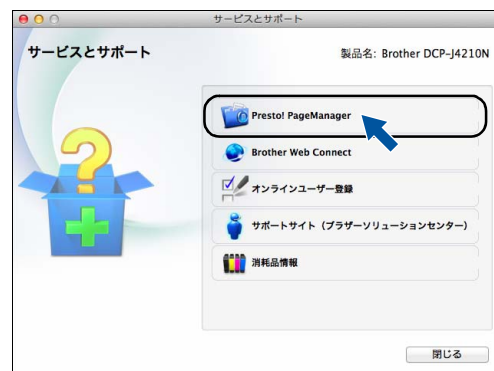 サービスとサポート
サービスとサポート
製品名: Brother DCP-J4210N
Presto! PageManager
Brother Web Connect
オンラインユーザー登録
サポートサイト（ブラザーソリューションセンター）
消耗品情報
閉じる